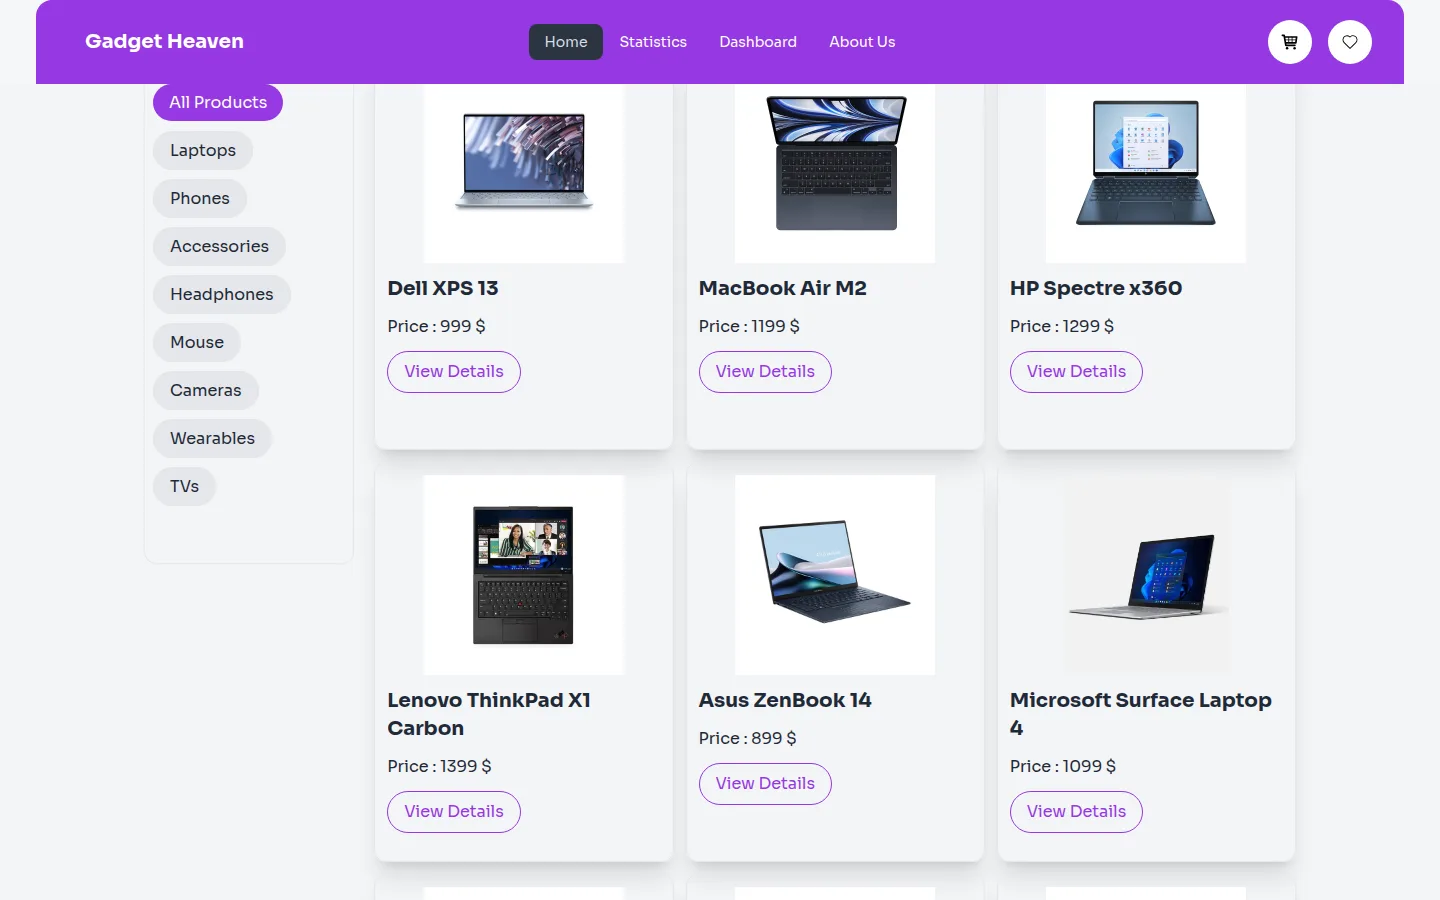 Gadget Heaven
Home
Statistics
Dashboard
About Us
All Products
Laptops
Phones
Accessories
Headphones
Mouse
Cameras
Wearables
TVs
Dell XPS 13
Price : 999 $
View Details
MacBook Air M2
Price : 1199 $
View Details
HP Spectre x360
Price : 1299 $
View Details
Lenovo ThinkPad X1
Carbon
Price : 1399 $
View Details
Asus ZenBook 14
Price : 899 $
View Details
Microsoft Surface Laptop
4
Price : 1099 $
View Details